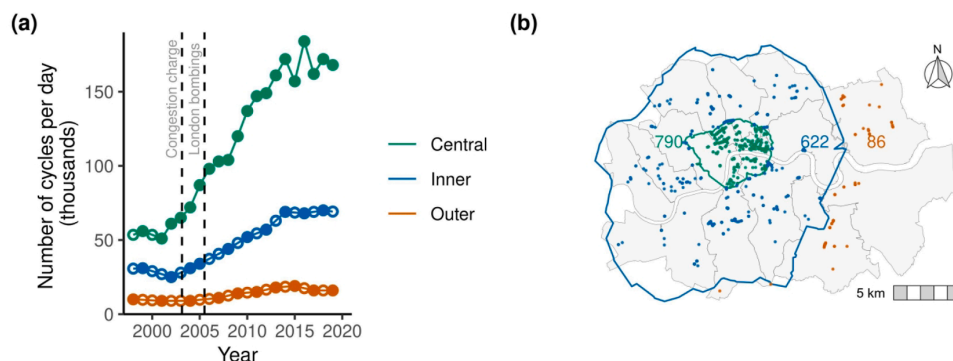 (a)
Number of cycles per day
(thousands)
150
100
50
0
Congestion charge
London bombings
2000
2005
2010
2015
2020
Year
Central
Inner
Outer
(b)
N
790
622
86
5 km